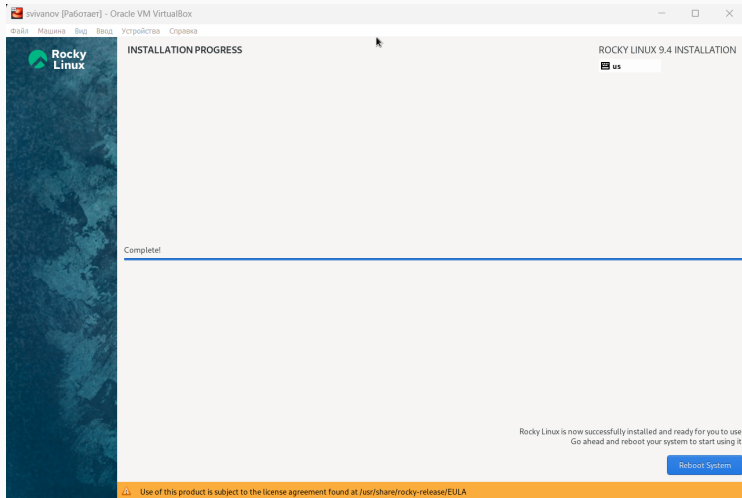 svivanov [Работает] - Oracle VM VirtualBox
Файл Машина Вид Ввод Устройства Справка
Rocky
Linux
INSTALLATION PROGRESS
ROCKY LINUX 9.4 INSTALLATION
us
Complete!
Rocky Linux is now successfully installed and ready for you to use
Go ahead and reboot your system to start using it
Reboot System
Use of this product is subject to the license agreement found at /usr/share/rocky-release/EULA